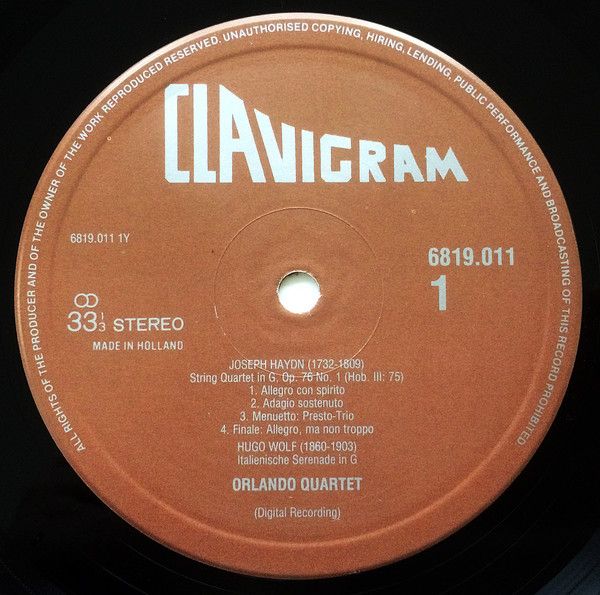 ALL RIGHTS OF THE PRODUCER AND OF THE OWNER OF THE WORK REPRODUCED RESERVED. UNAUTHORISED COPYING, HIRING, LENDING, PUBLIC PERFORMANCE AND BROADCASTING OF THIS RECORD PROHIBITED
CLAVIGRAM
6819.011 1Y
6819.011
1
33 1/3 STEREO
MADE IN HOLLAND
JOSEPH HAYDN (1732-1809)
String Quartet in G. Op. 76 No. 1 (Hob. III: 75)
1. Allegro con spirito
2. Adagio sostenuto
3. Menuetto: Presto-Trio
4. Finale: Allegro, ma non troppo
HUGO WOLF (1860-1903)
Italienische Serenade in G
ORLANDO QUARTET
(Digital Recording)